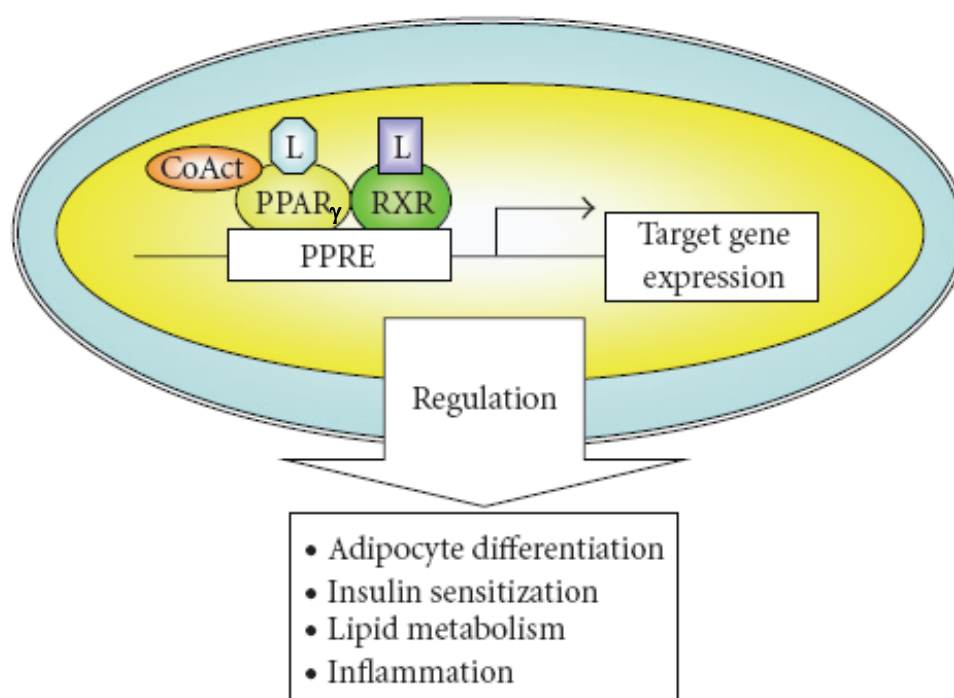 L
L
CoAct
PPARγ
RXR
PPRE
Target gene
expression
Regulation
• Adipocyte differentiation
• Insulin sensitization
• Lipid metabolism
• Inflammation